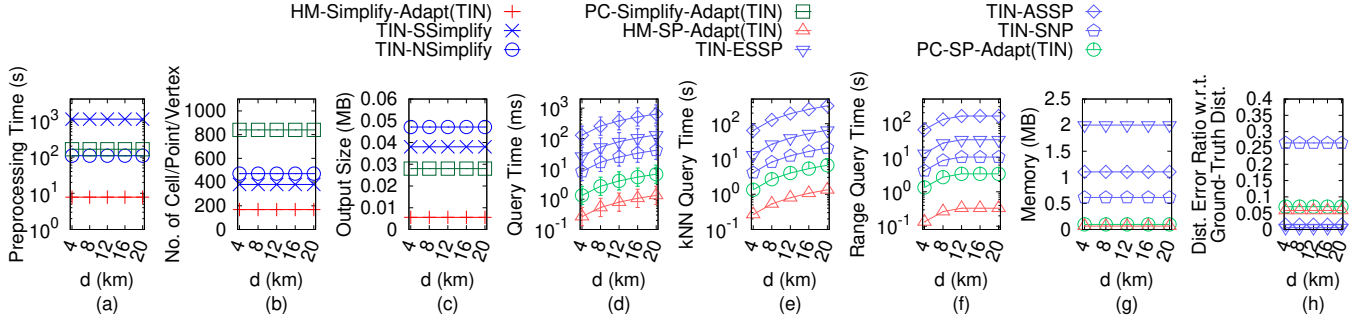 HM-Simplify-Adapt(TIN)
TIN-SSimplify
TIN-NSimplify
PC-Simplify-Adapt(TIN)
HM-SP-Adapt(TIN)
TIN-ESSP
TIN-ASSP
TIN-SNP
PC-SP-Adapt(TIN)
Preprocessing Time (s)
10^3
10^2
10^1
10^0
4 8 12 16 20
d (km)
(a)
No. of Cell/Point/Vertex
1000
800
600
400
200
0
4 8 12 16 20
d (km)
(b)
Output Size (MB)
0.06
0.05
0.04
0.03
0.02
0.01
0
4 8 12 16 20
d (km)
(c)
Query Time (ms)
10^2
10^1
10^0
10^-1
4 8 12 16 20
d (km)
(d)
kNN Query Time (s)
10^2
10^1
10^0
10^-1
4 8 12 16 20
d (km)
(e)
Range Query Time (s)
10^2
10^1
10^0
10^-1
4 8 12 16 20
d (km)
(f)
Memory (MB)
2.5
2
1.5
1
0.5
0
4 8 12 16 20
d (km)
(g)
Dist. Error Ratio w.r.t.
Ground-Truth Dist.
0.4
0.35
0.3
0.25
0.2
0.15
0.1
0.05
0
4 8 12 16 20
d (km)
(h)